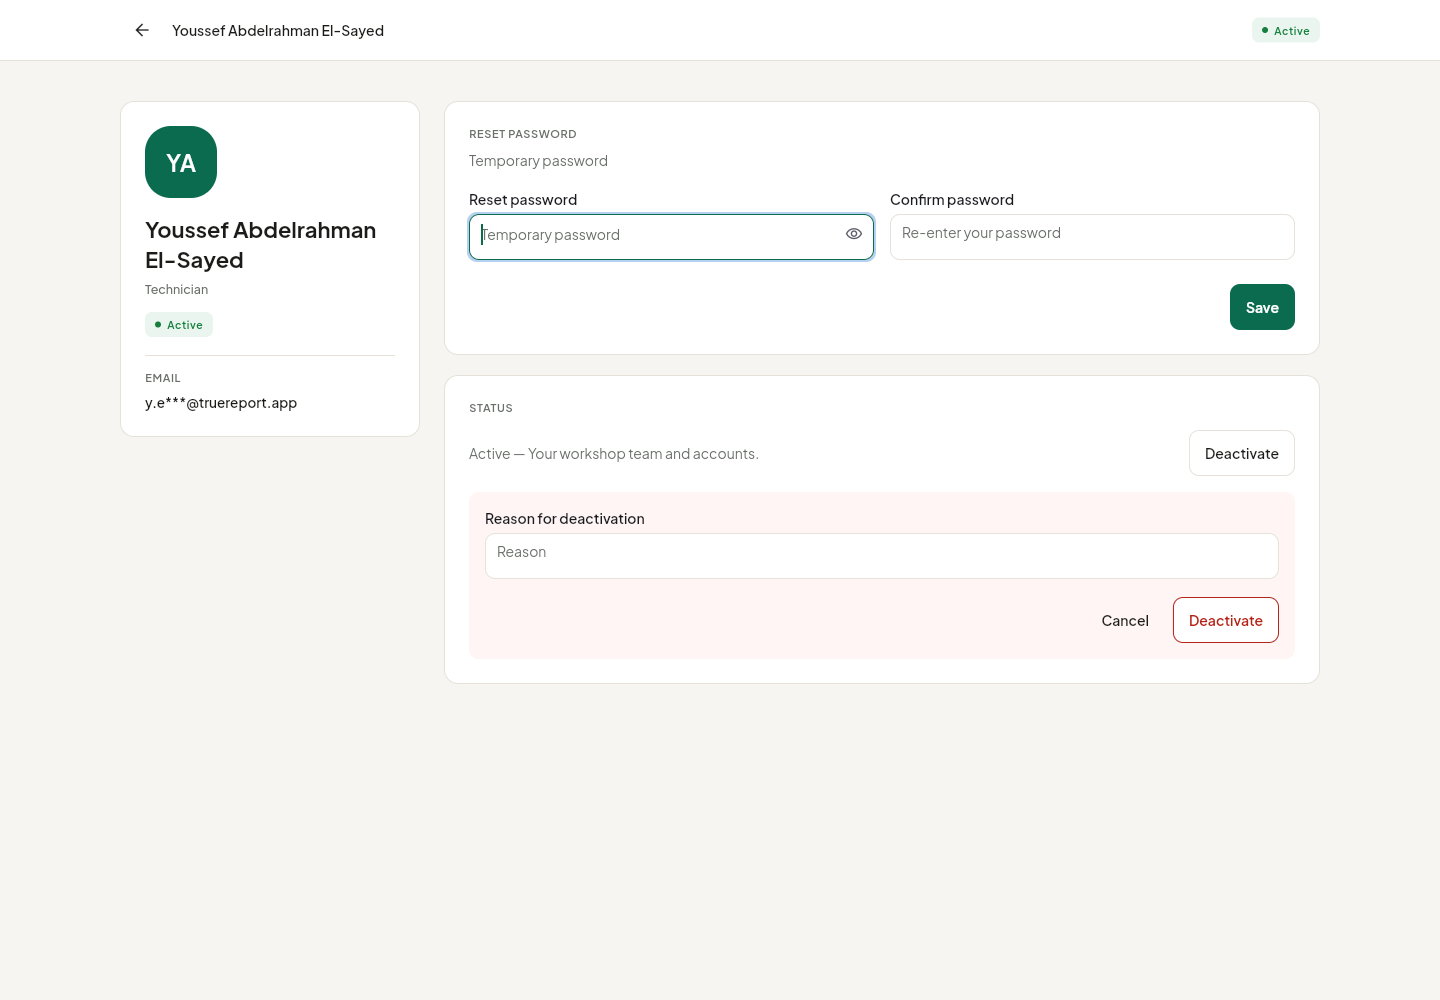 Youssef Abdelrahman El-Sayed
Active
YA
Youssef Abdelrahman
El-Sayed
Technician
Active
EMAIL
y.e***@truereport.app
RESET PASSWORD
Temporary password
Reset password
Temporary password
Confirm password
Re-enter your password
Save
STATUS
Active — Your workshop team and accounts.
Deactivate
Reason for deactivation
Reason
Cancel
Deactivate